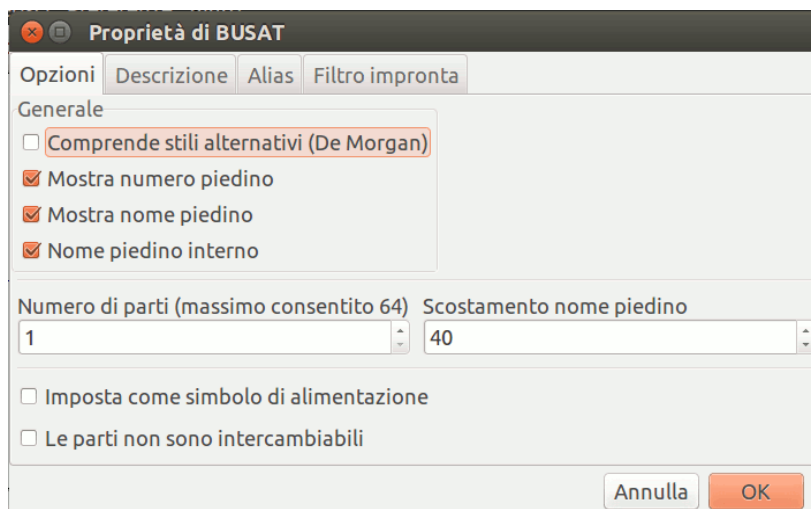 Proprietà di BUSAT
Opzioni Descrizione Alias Filtro impronta
Generale
Comprende stili alternativi (De Morgan)
Mostra numero piedino
Mostra nome piedino
Nome piedino interno
Numero di parti (massimo consentito 64) Scostamento nome piedino
1 40
Imposta come simbolo di alimentazione
Le parti non sono intercambiabili
Annulla OK